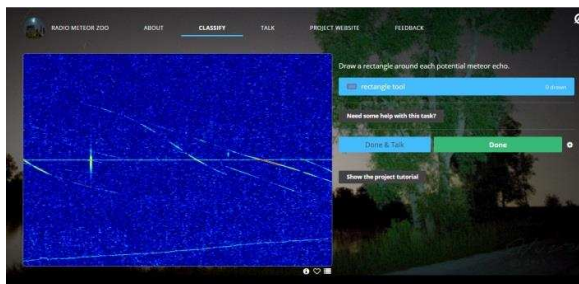 RADIO METEOR ZOO ABOUT CLASSIFY TALK PROJECT WEBSITE FEEDBACK
Draw a rectangle around each potential meteor echo.
rectangle tool 0 drawn
Need some help with this task?
Done & Talk Done
Show the project tutorial